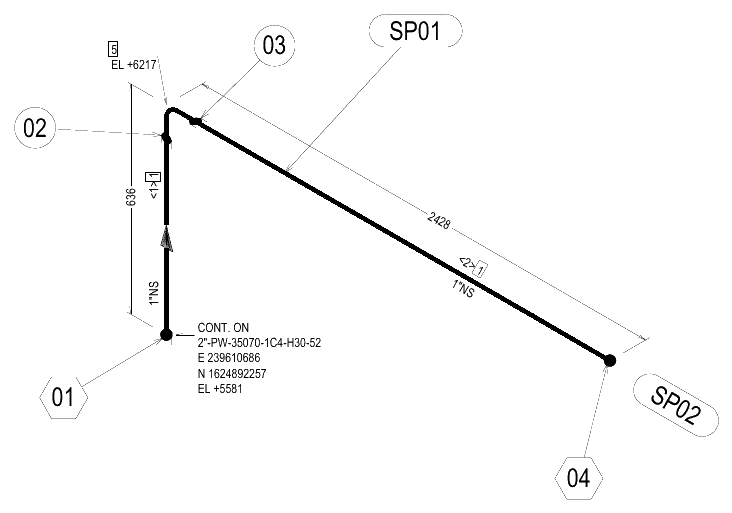 SP01
03
5
EL +6217
02
636
<1> 1
2428
<2> 1
1"NS
1"NS
CONT. ON
2"-PW-35070-1C4-H30-52
E 239610686
N 1624892257
EL +5581
01
SP02
04